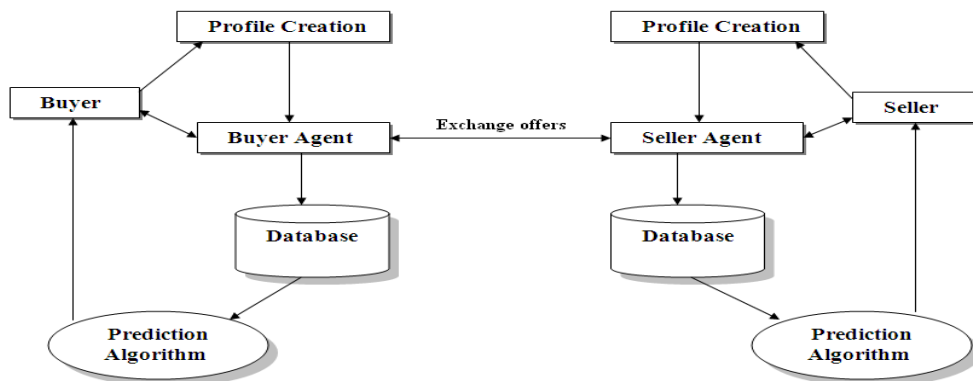 Profile Creation
Profile Creation
Buyer
Seller
Exchange offers
Buyer Agent
Seller Agent
Database
Database
Prediction
Algorithm
Prediction
Algorithm